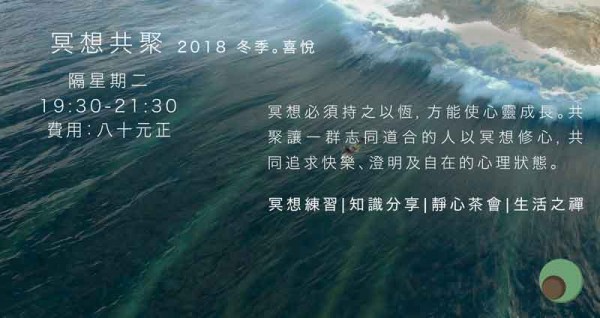 冥想共聚 2018 冬季。喜悅
隔星期二
19:30-21:30
費用：八十元正
冥想必須持之以恆，方能使心靈成長。共
聚讓一群志同道合的人以冥想修心，共
同追求快樂、澄明及自在的心理狀態。
冥想練習|知識分享|靜心茶會|生活之禪